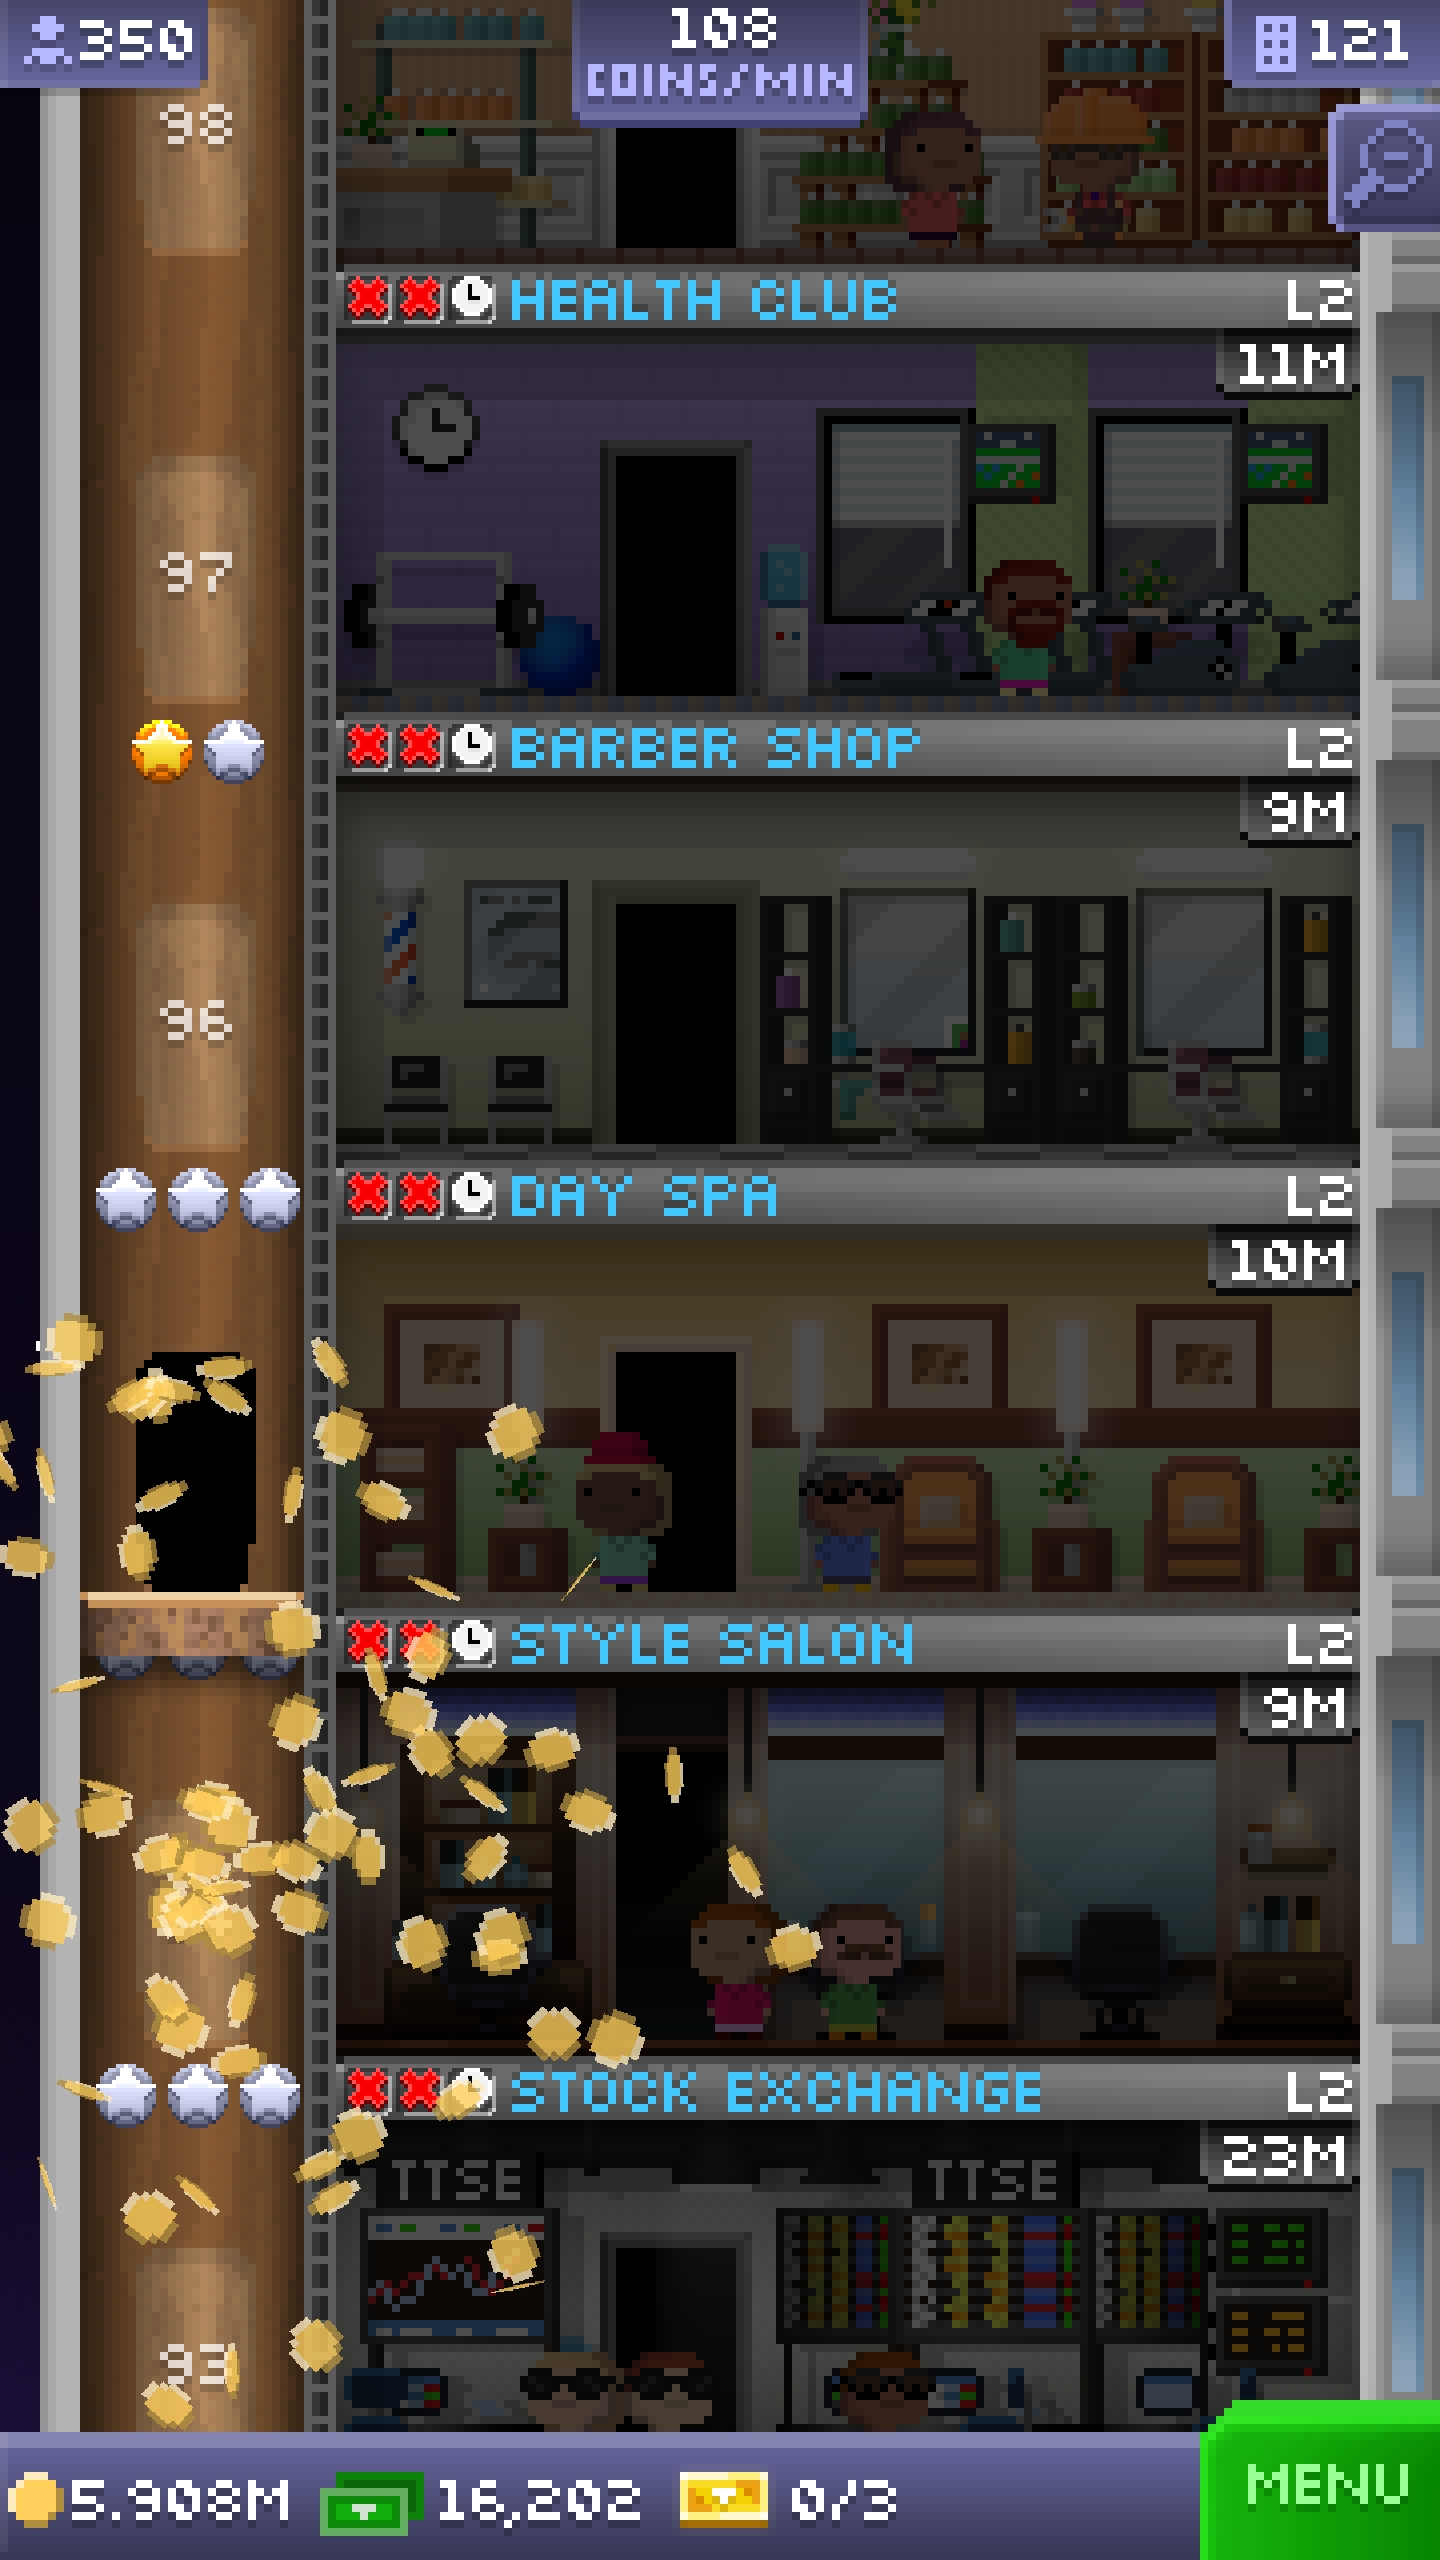 350
108
COINS/MIN
121
98
HEALTH CLUB L2
11M
97
BARBER SHOP L2
9M
96
DAY SPA L2
10M
STYLE SALON L2
9M
STOCK EXCHANGE L2
23M
TTSE TTSE
93
5.908M 16,202 0/3
MENU